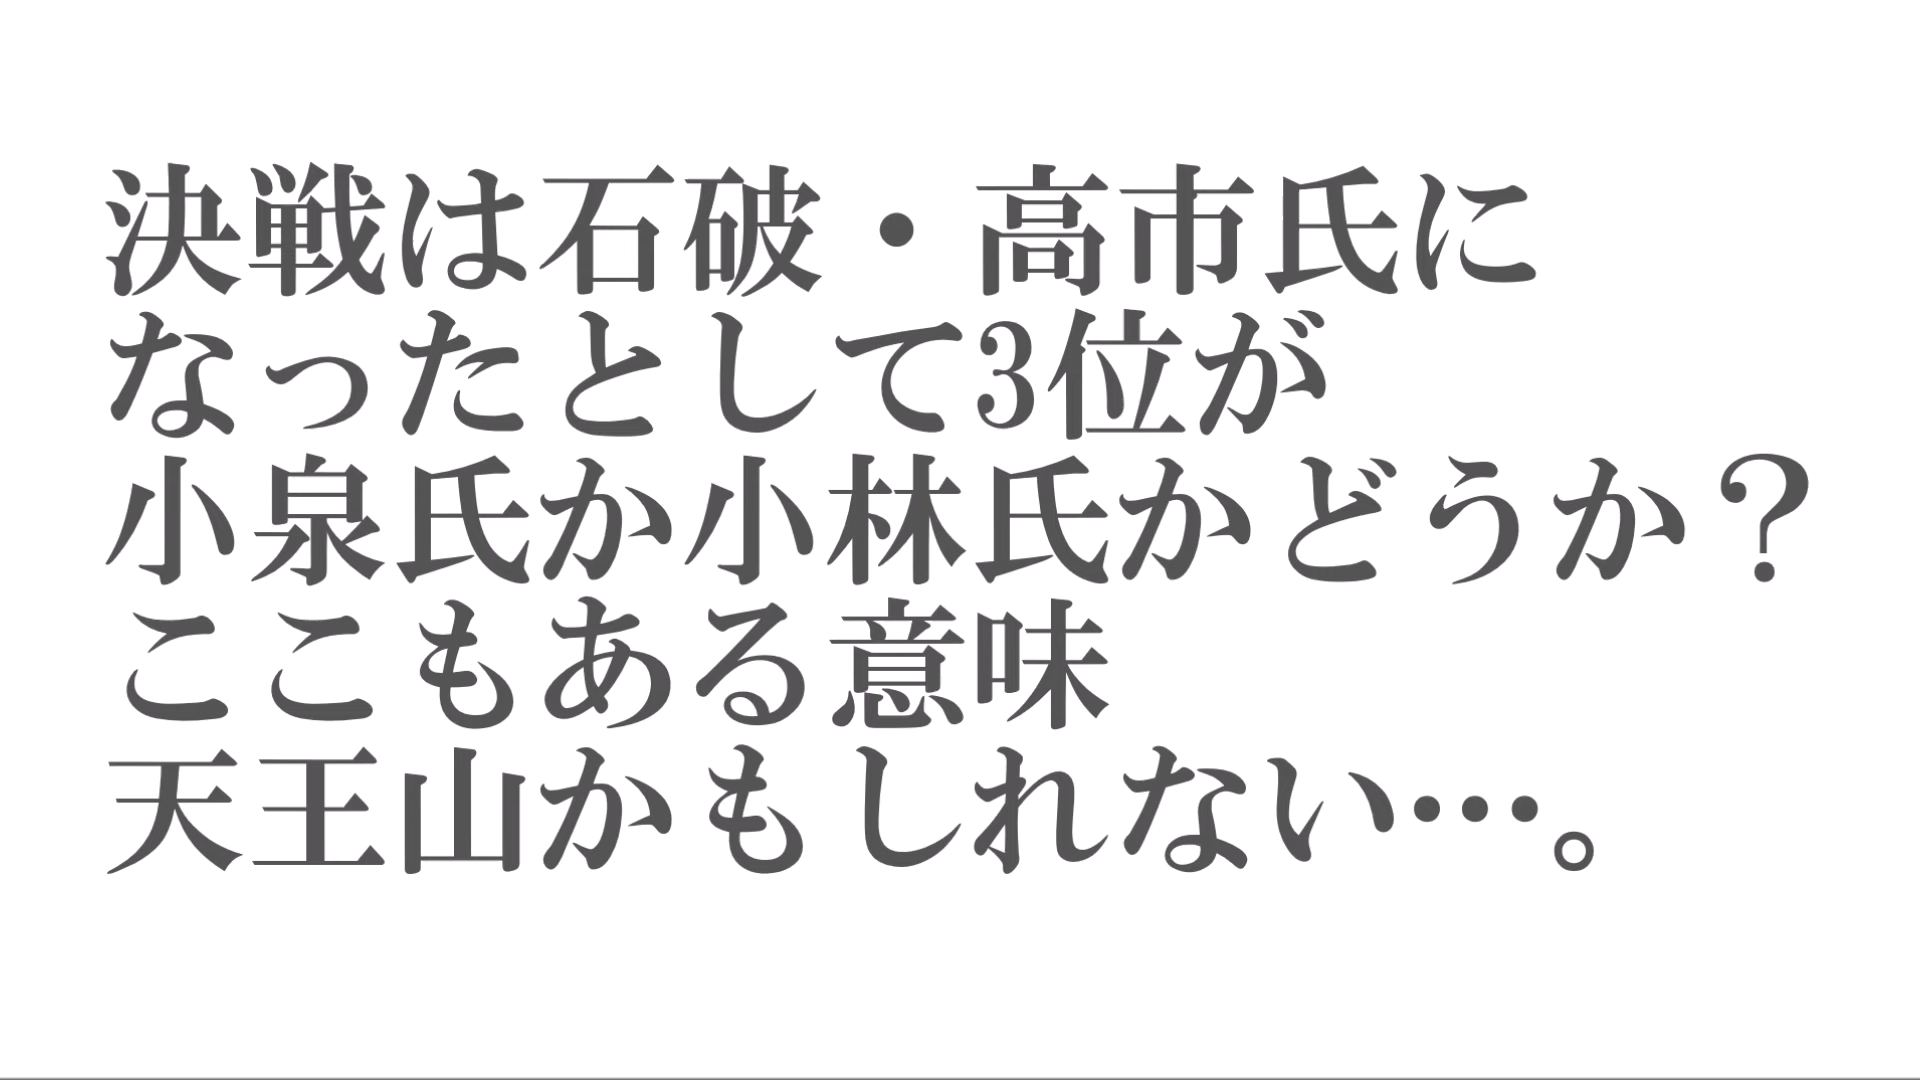 決戦は石破・高市氏に
なったとして3位が
小泉氏か小林氏かどうか？
ここもある意味
天王山かもしれない…。